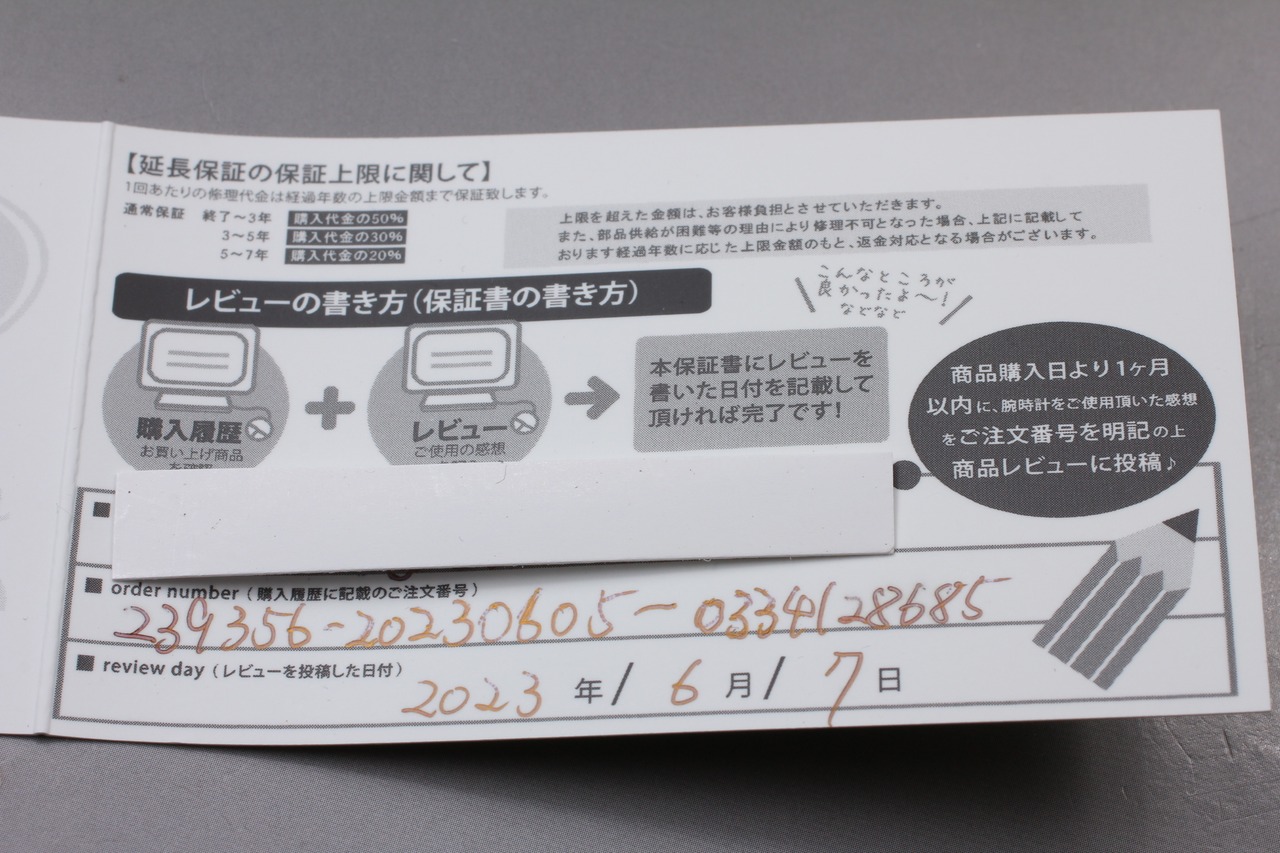 【延長保証の保証上限に関して】
1回あたりの修理代金は経過年数の上限金額まで保証致します。
通常保証 終了～3年 購入代金の50%
3～5年 購入代金の30%
5～7年 購入代金の20%
上限を超えた金額は、お客様負担とさせていただきます。
また、部品供給が困難等の理由により修理不可となった場合、上記に記載して
おります経過年数に応じた上限金額のもと、返金対応となる場合がございます。
レビューの書き方(保証書の書き方)
こんなところが
良かったよ～!
などなど
購入履歴
お買い上げ商品
を確認
+
レビュー
ご使用の感想
本保証書にレビューを
書いた日付を記載して
頂ければ完了です!
商品購入日より1ヶ月
以内に、腕時計をご使用頂いた感想
をご注文番号を明記の上
商品レビューに投稿♪
■ order number (購入履歴に記載のご注文番号)
239356-20230605-0334128685
■ review day (レビューを投稿した日付)
2023 年/ 6 月/ 7 日